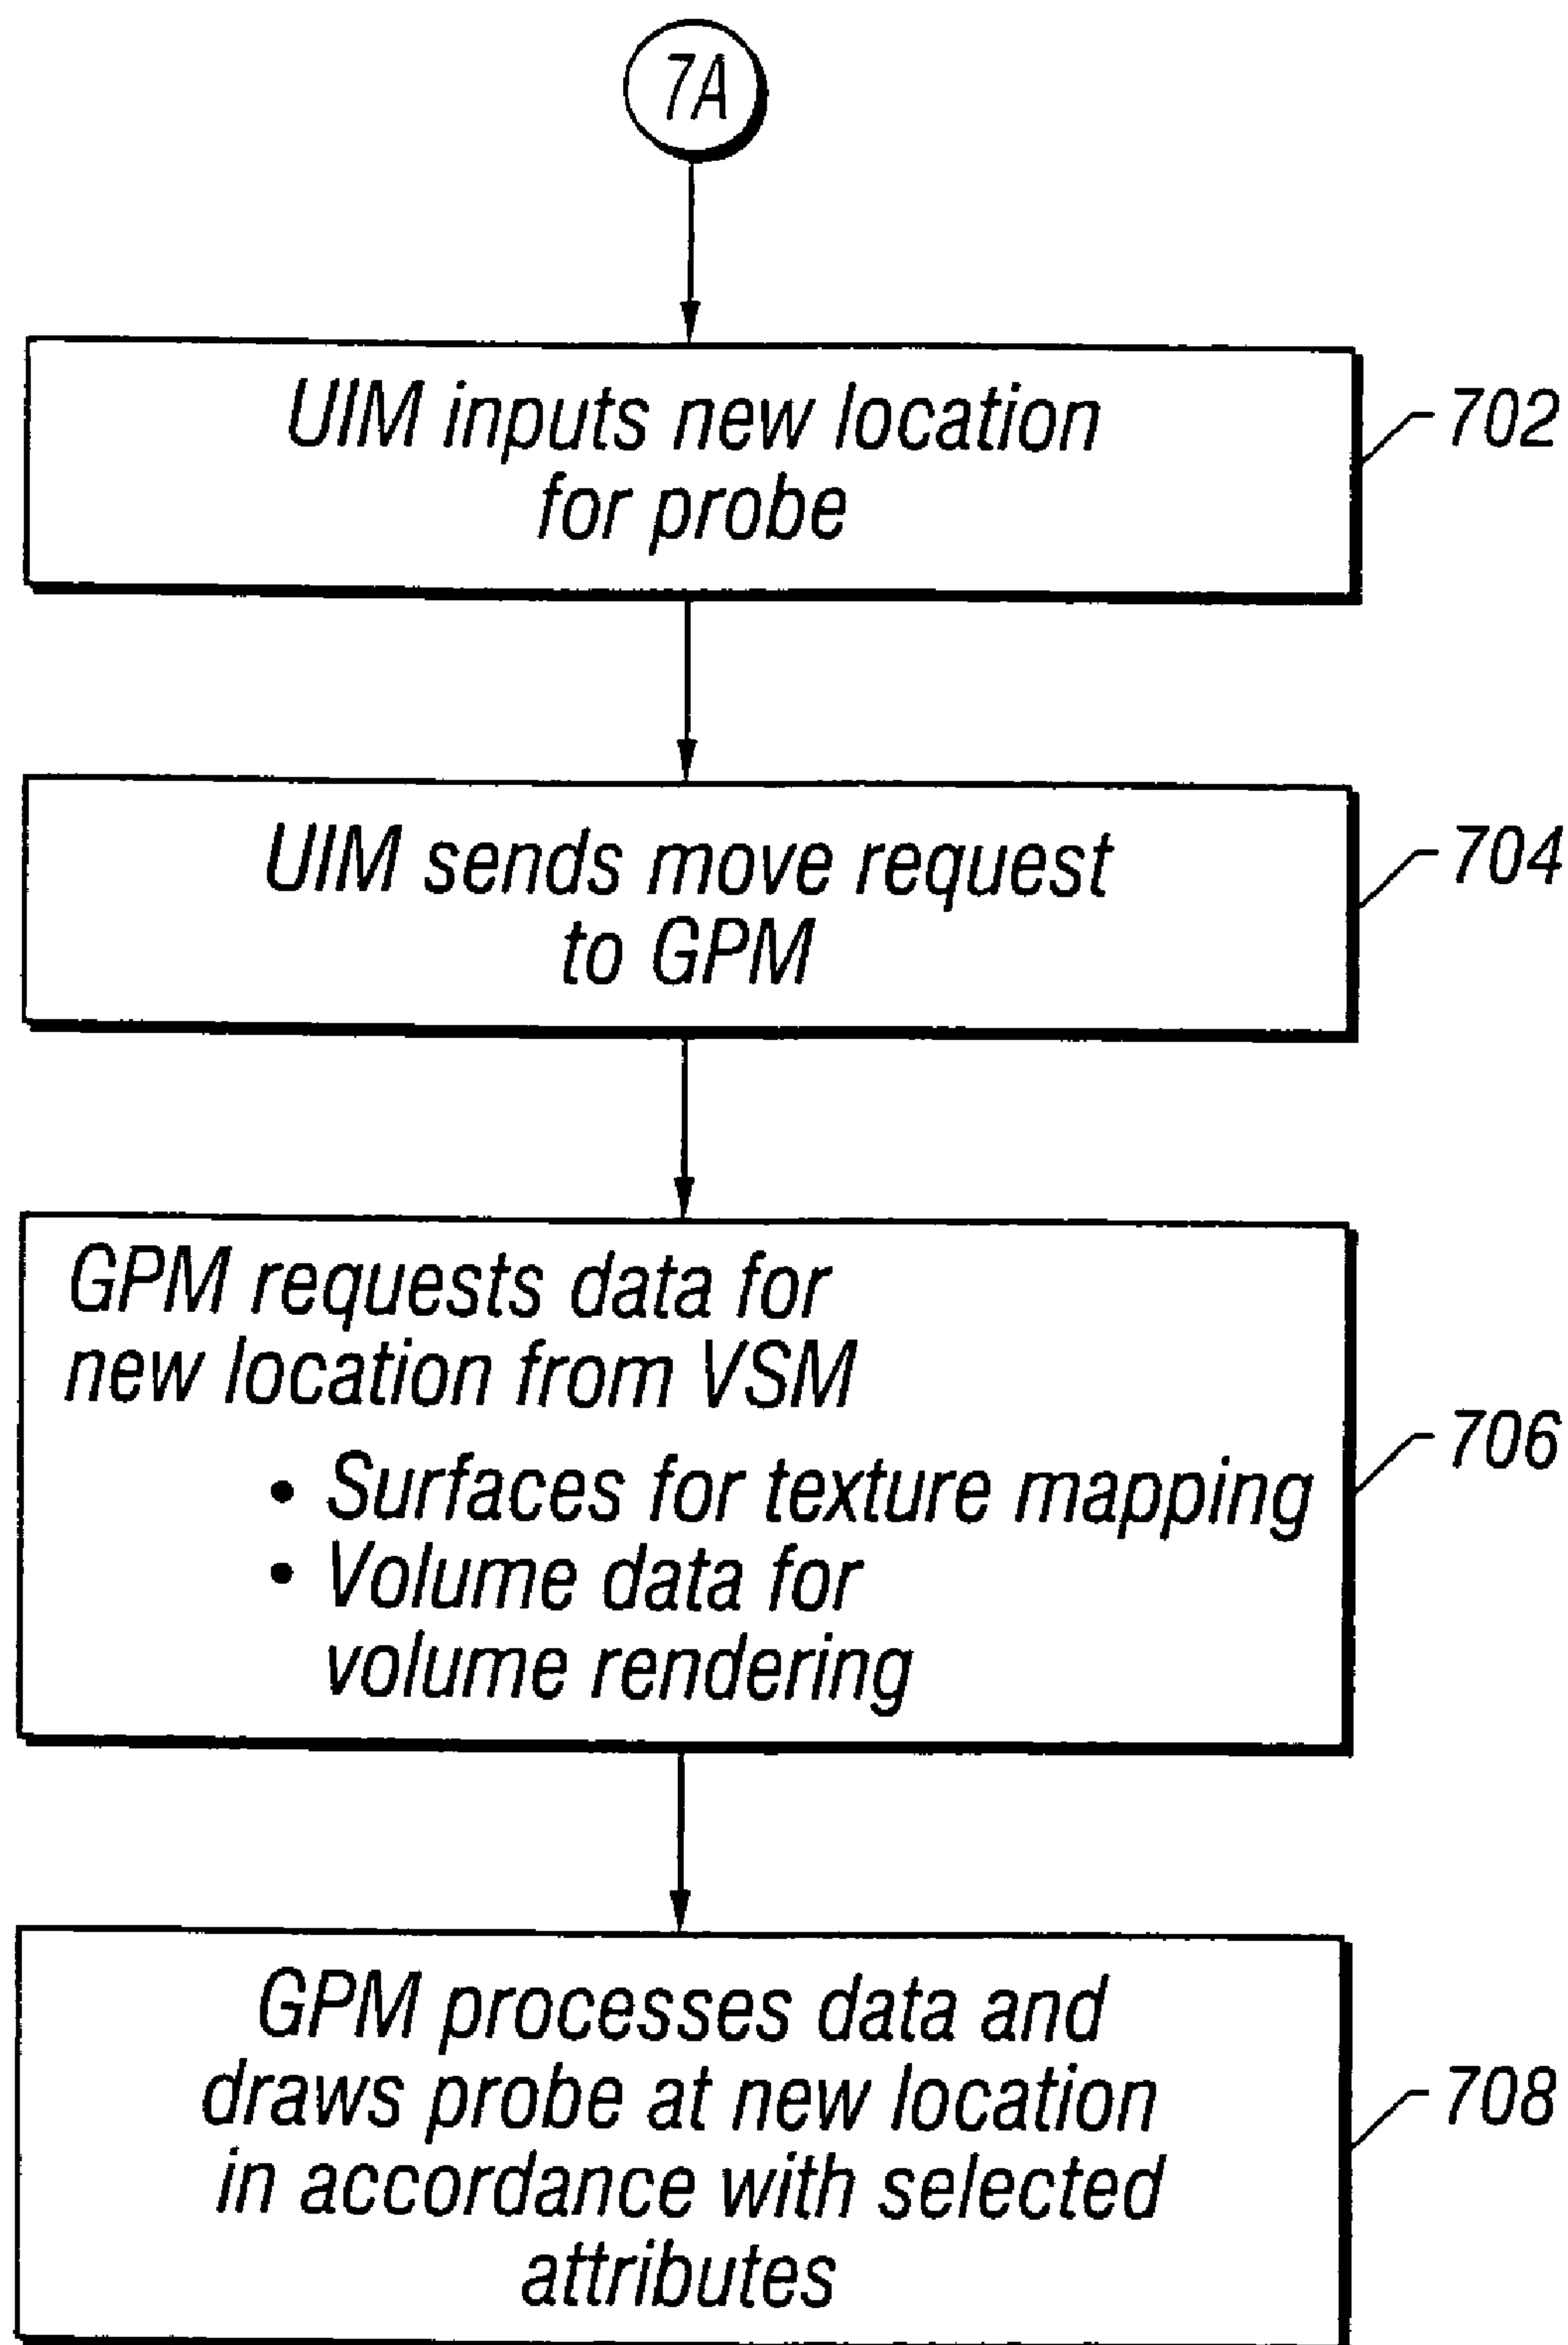 7A
UIM inputs new location
for probe
702
UIM sends move request
to GPM
704
GPM requests data for
new location from VSM
• Surfaces for texture mapping
• Volume data for
volume rendering
706
GPM processes data and
draws probe at new location
in accordance with selected
attributes
708